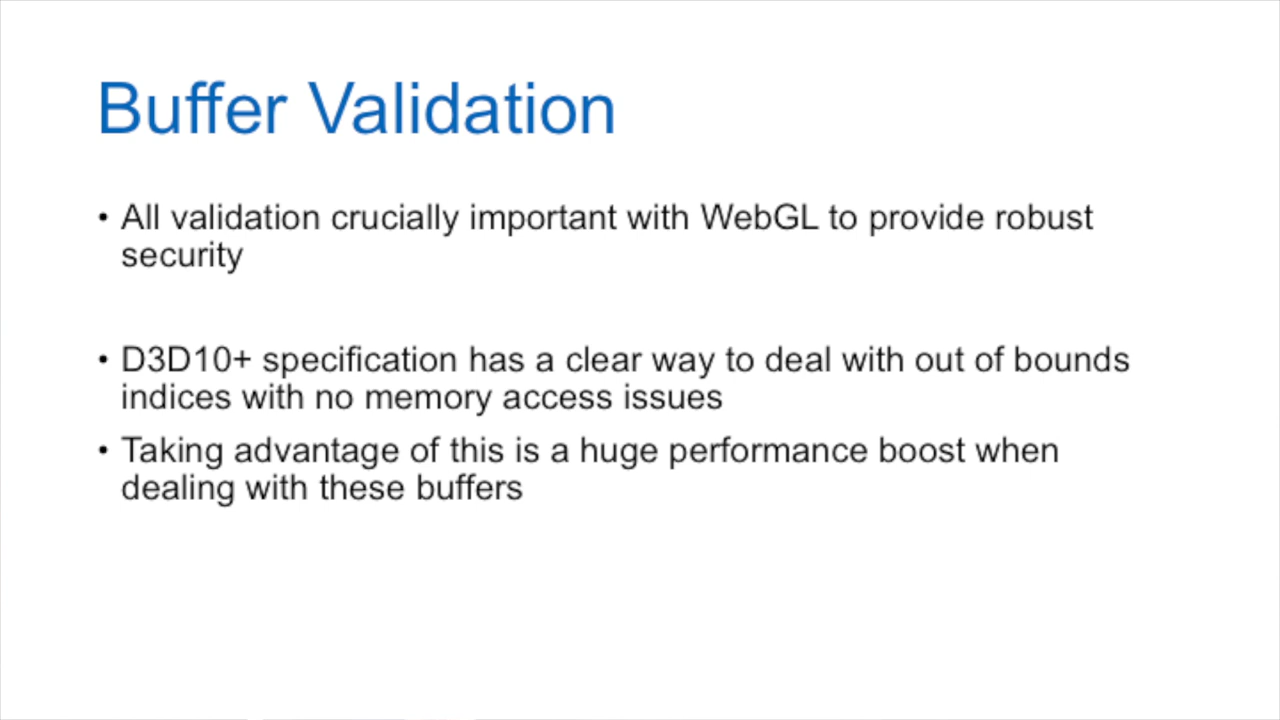 Buffer Validation
• All validation crucially important with WebGL to provide robust
security
• D3D10+ specification has a clear way to deal with out of bounds
indices with no memory access issues
• Taking advantage of this is a huge performance boost when
dealing with these buffers